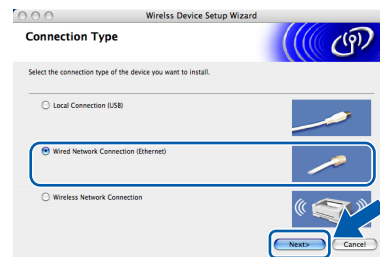 Wirelss Device Setup Wizard
Connection Type
Select the connection type of the device you want to install.
Local Connection (USB)
Wired Network Connection (Ethernet)
Wireless Network Connection
Next> Cancel